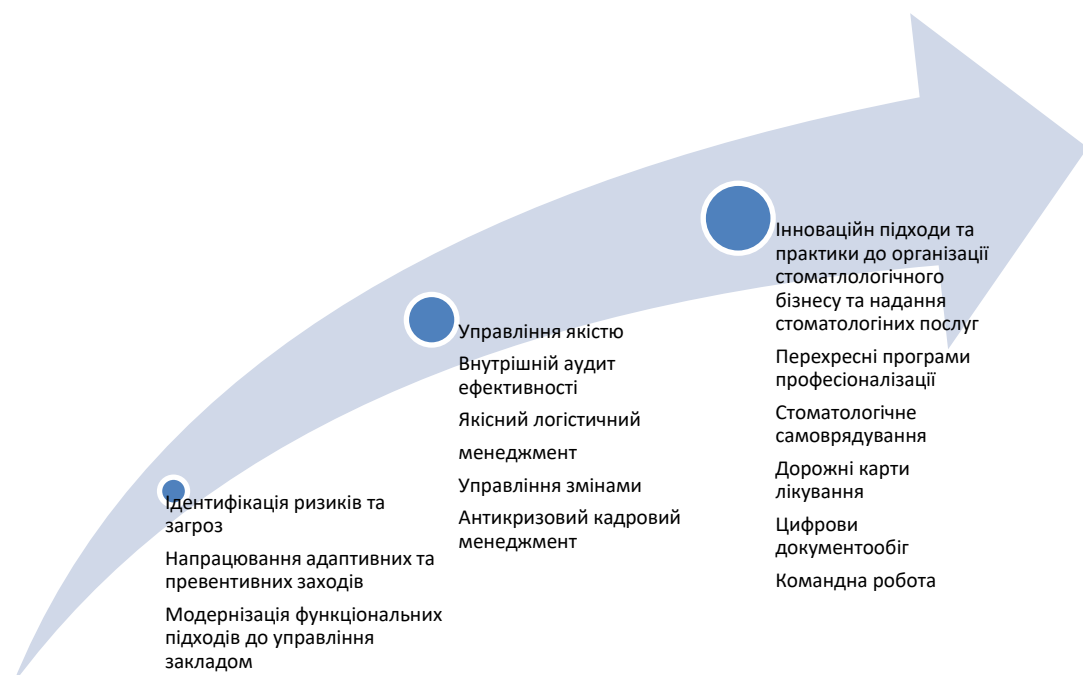 Ідентифікація ризиків та
загроз
Напрацювання адаптивних та
превентивних заходів
Модернізація функціональних
підходів до управління
закладом
Управління якістю
Внутрішній аудит
ефективності
Якісний логістичний
менеджмент
Управління змінами
Антикризовий кадровий
менеджмент
Інноваційн підходи та
практики до організації
стоматлологічного
бізнесу та надання
стоматологіних послуг
Перехресні програми
професіоналізації
Стоматологічне
самоврядування
Дорожні карти
лікування
Цифрови
документообіг
Командна робота